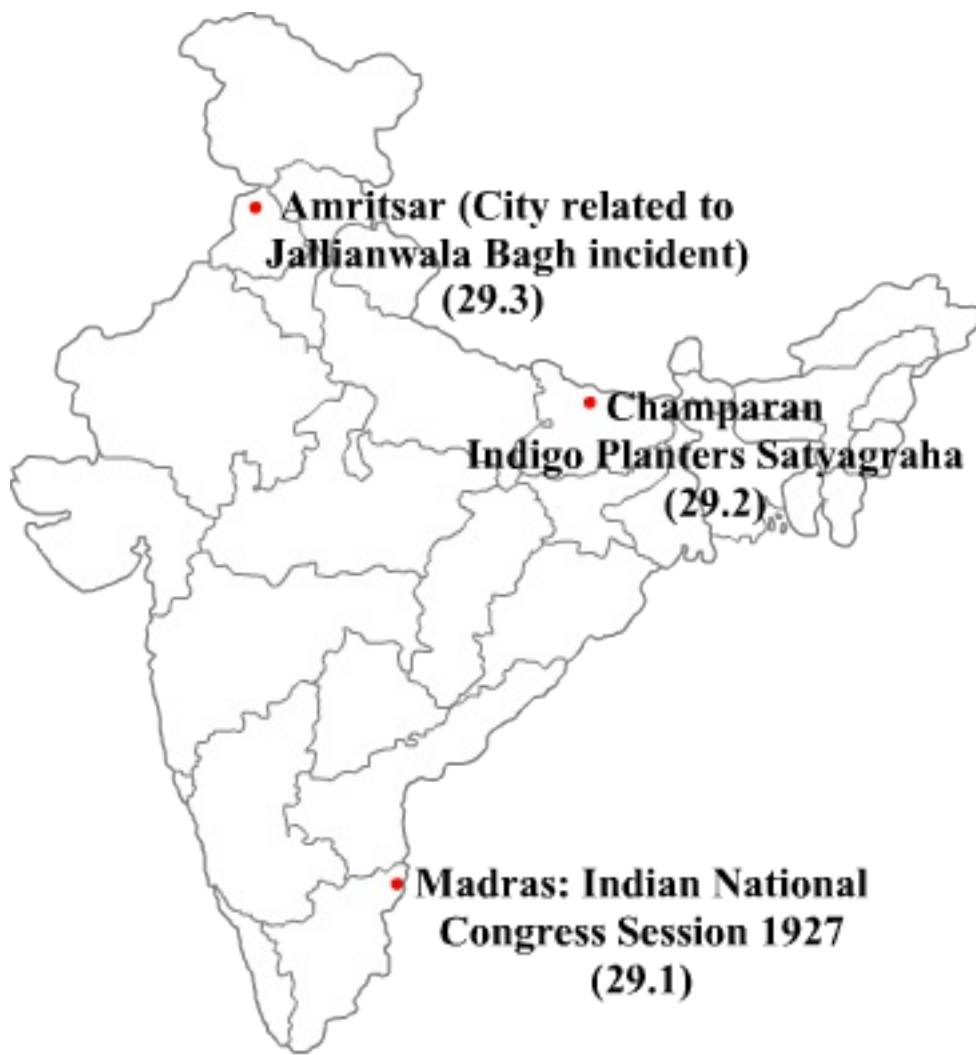 Amritsar (City related to
Jallianwala Bagh incident)
(29.3)
Champaran
Indigo Planters Satyagraha
(29.2)
Madras: Indian National
Congress Session 1927
(29.1)